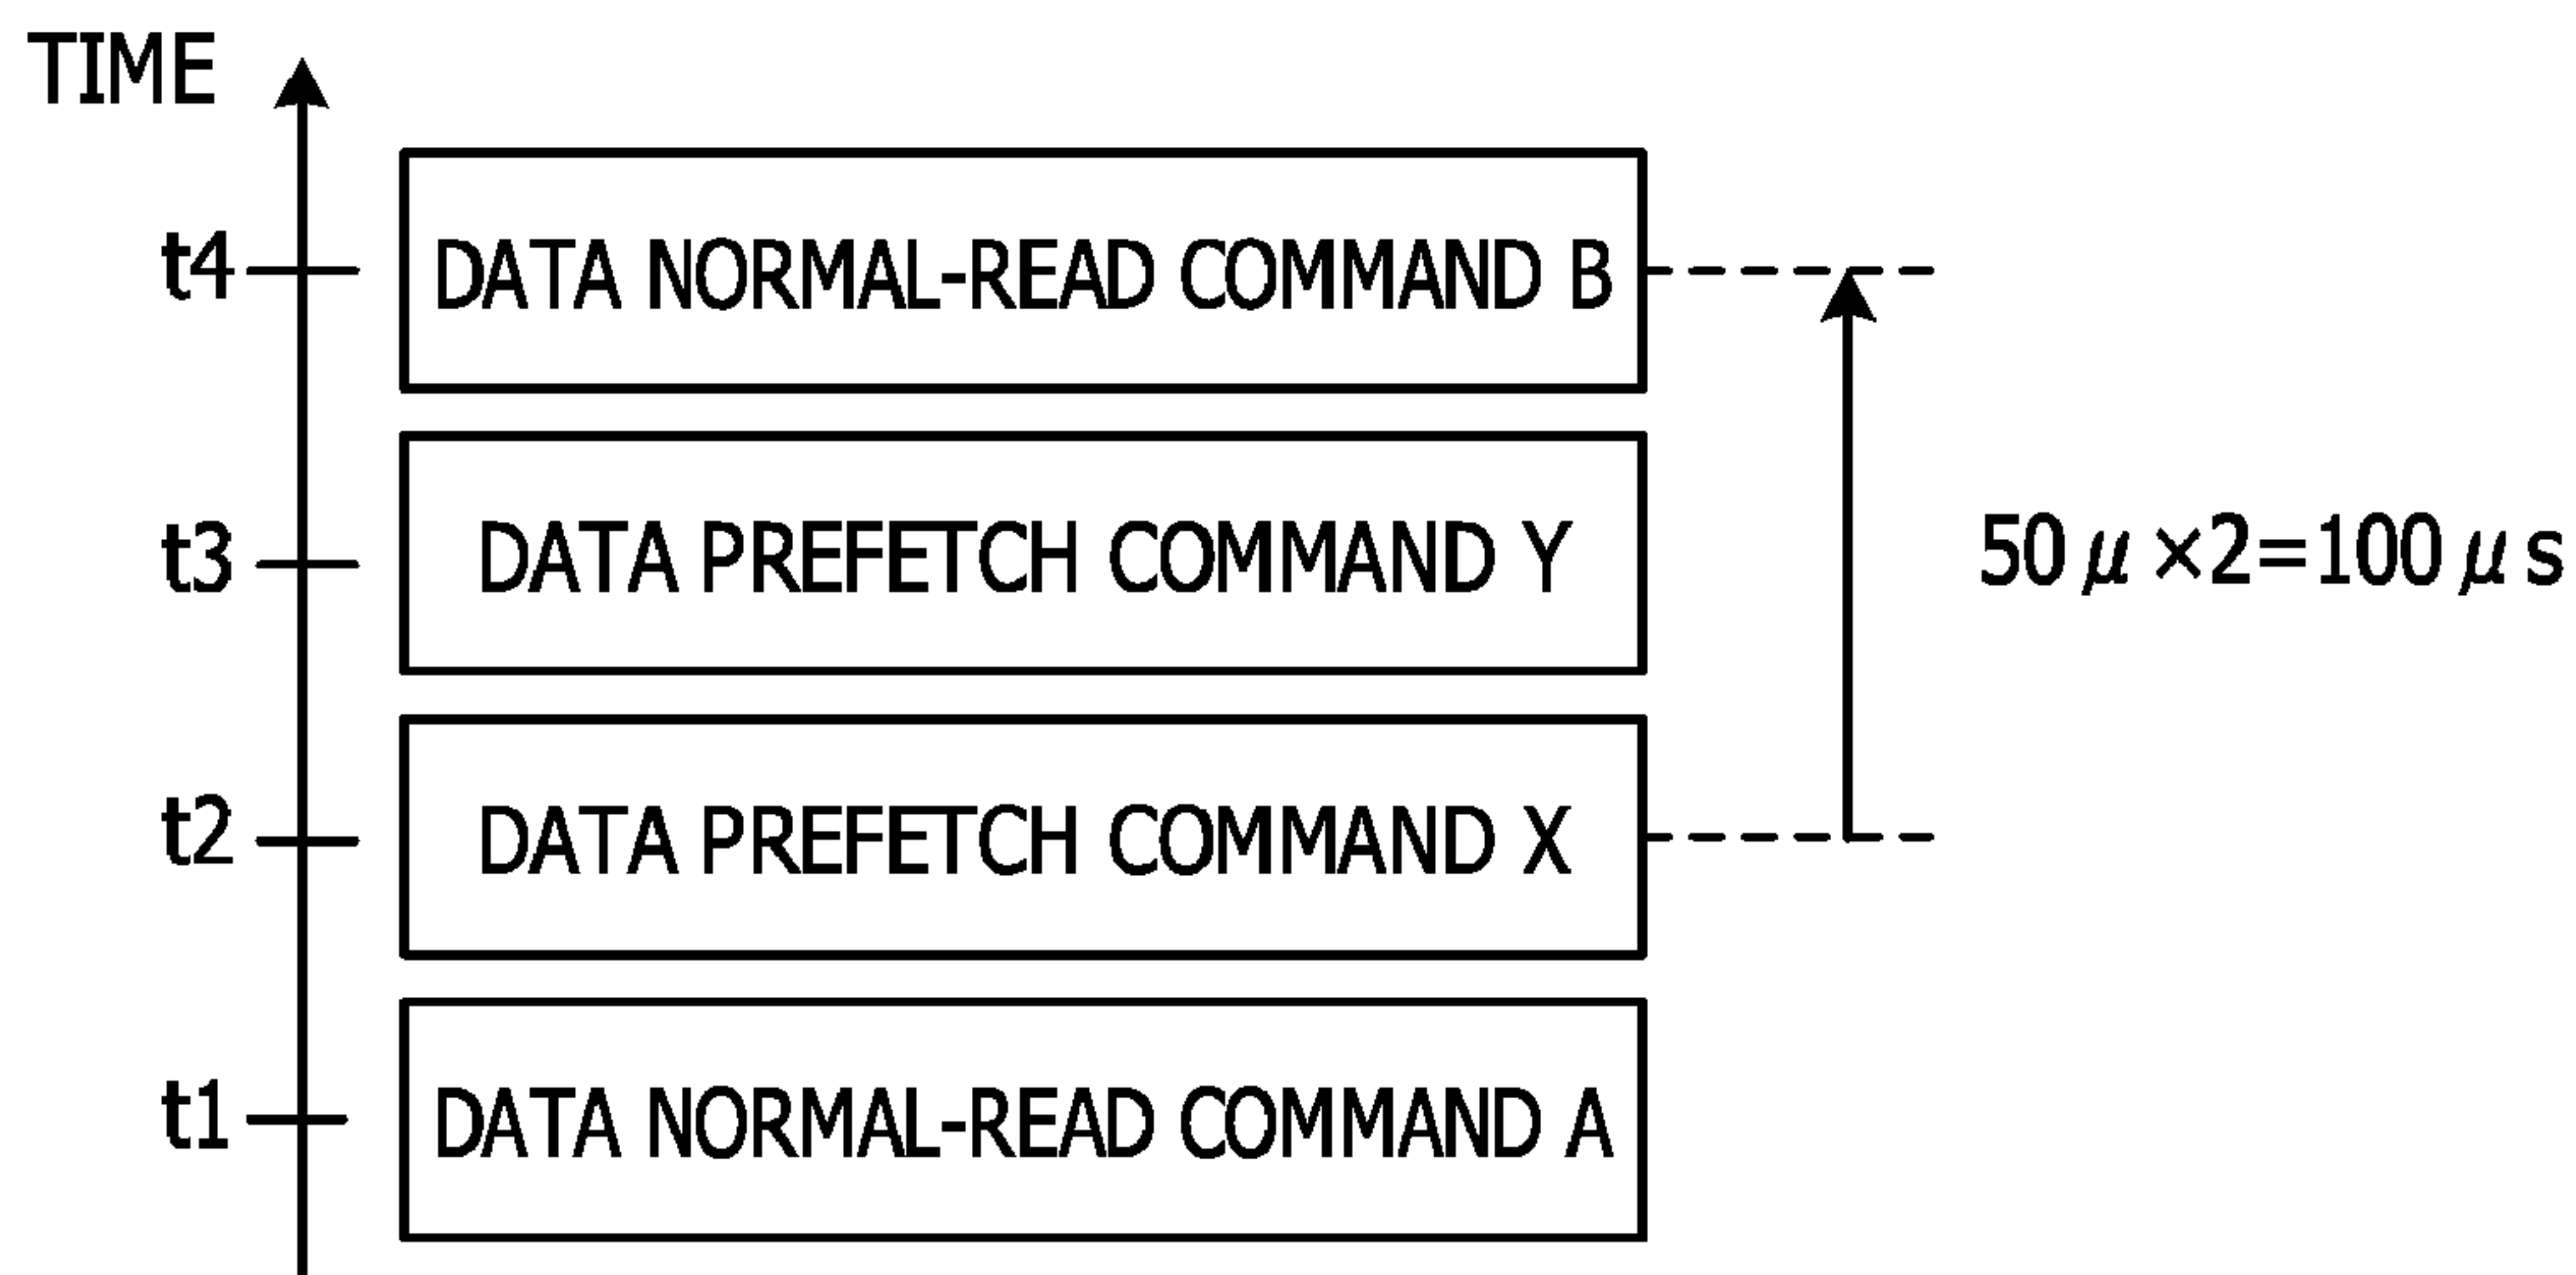 TIME
t4
DATA NORMAL-READ COMMAND B
t3
DATA PREFETCH COMMAND Y
50μ×2=100μs
t2
DATA PREFETCH COMMAND X
t1
DATA NORMAL-READ COMMAND A